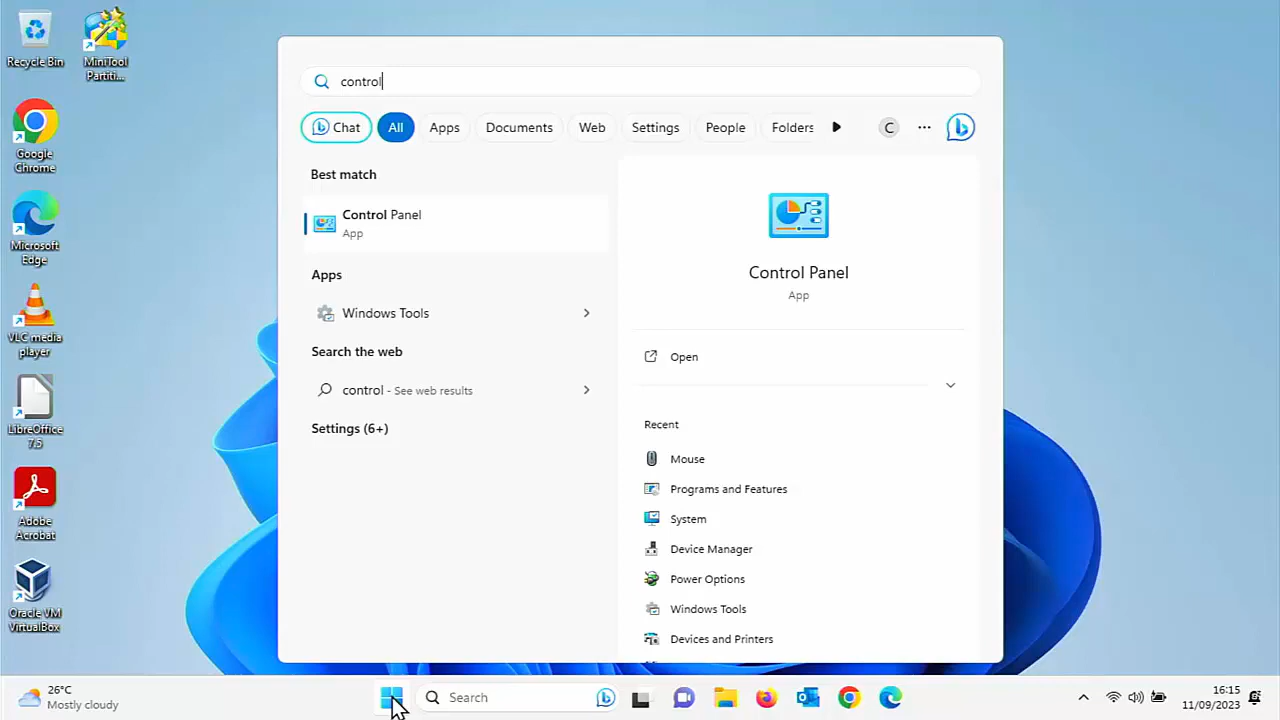 Recycle Bin
MiniTool
Partiti...
Google
Chrome
Microsoft
Edge
VLC media
player
LibreOffice
7.5
Adobe
Acrobat
Oracle VM
VirtualBox
control
Chat
All
Apps
Documents
Web
Settings
People
Folders
C
...
Best match
Control Panel
App
Apps
Windows Tools
Search the web
control - See web results
Settings (6+)
Control Panel
App
Open
Recent
Mouse
Programs and Features
System
Device Manager
Power Options
Windows Tools
Devices and Printers
26°C
Mostly cloudy
Search
16:15
11/09/2023